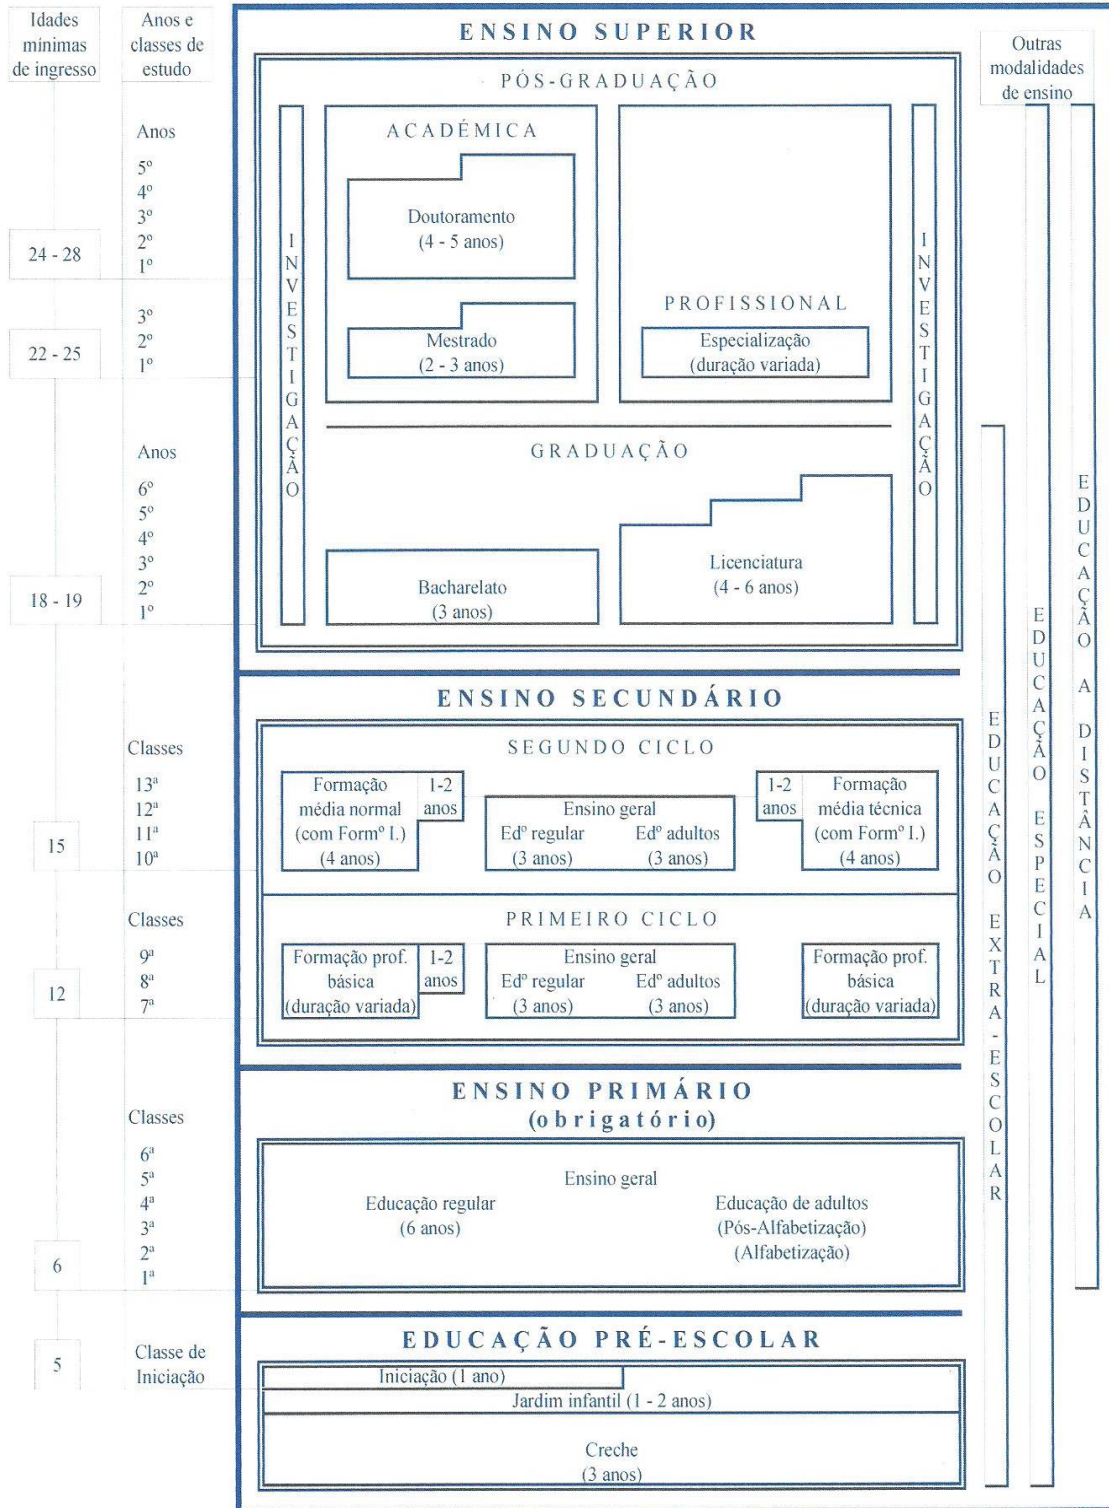 Idades
mínimas
de ingresso
Anos e
classes de
estudo
ENSINO SUPERIOR
Outras
modalidades
de ensino
PÓS-GRADUAÇÃO
Anos
5º
4º
3º
2º
1º
24 - 28
ACADÉMICA
Doutoramento
(4 - 5 anos)
3º
2º
1º
22 - 25
Mestrado
(2 - 3 anos)
PROFISSIONAL
Especialização
(duração variada)
INVESTIGAÇÃO
INVESTIGAÇÃO
GRADUAÇÃO
Anos
6º
5º
4º
3º
2º
1º
18 - 19
Bacharelato
(3 anos)
Licenciatura
(4 - 6 anos)
ENSINO SECUNDÁRIO
SEGUNDO CICLO
Classes
13ª
12ª
11ª
10ª
15
Formação
média normal
(com Formº I.)
(4 anos)
1-2
anos
Ensino geral
Edº regular
(3 anos)
Edº adultos
(3 anos)
1-2
anos
Formação
média técnica
(com Formº I.)
(4 anos)
PRIMEIRO CICLO
Classes
9ª
8ª
7ª
12
Formação prof.
básica
(duração variada)
1-2
anos
Ensino geral
Edº regular
(3 anos)
Edº adultos
(3 anos)
Formação prof.
básica
(duração variada)
ENSINO PRIMÁRIO
(obrigatório)
Classes
6ª
5ª
4ª
3ª
2ª
1ª
6
Ensino geral
Educação regular
(6 anos)
Educação de adultos
(Pós-Alfabetização)
(Alfabetização)
EDUCAÇÃO PRÉ-ESCOLAR
5
Classe de
Iniciação
Iniciação (1 ano)
Jardim infantil (1 - 2 anos)
Creche
(3 anos)
EDUCAÇÃO EXTRA-ESCOLAR
EDUCAÇÃO ESPECIAL
EDUCAÇÃO A DISTÂNCIA